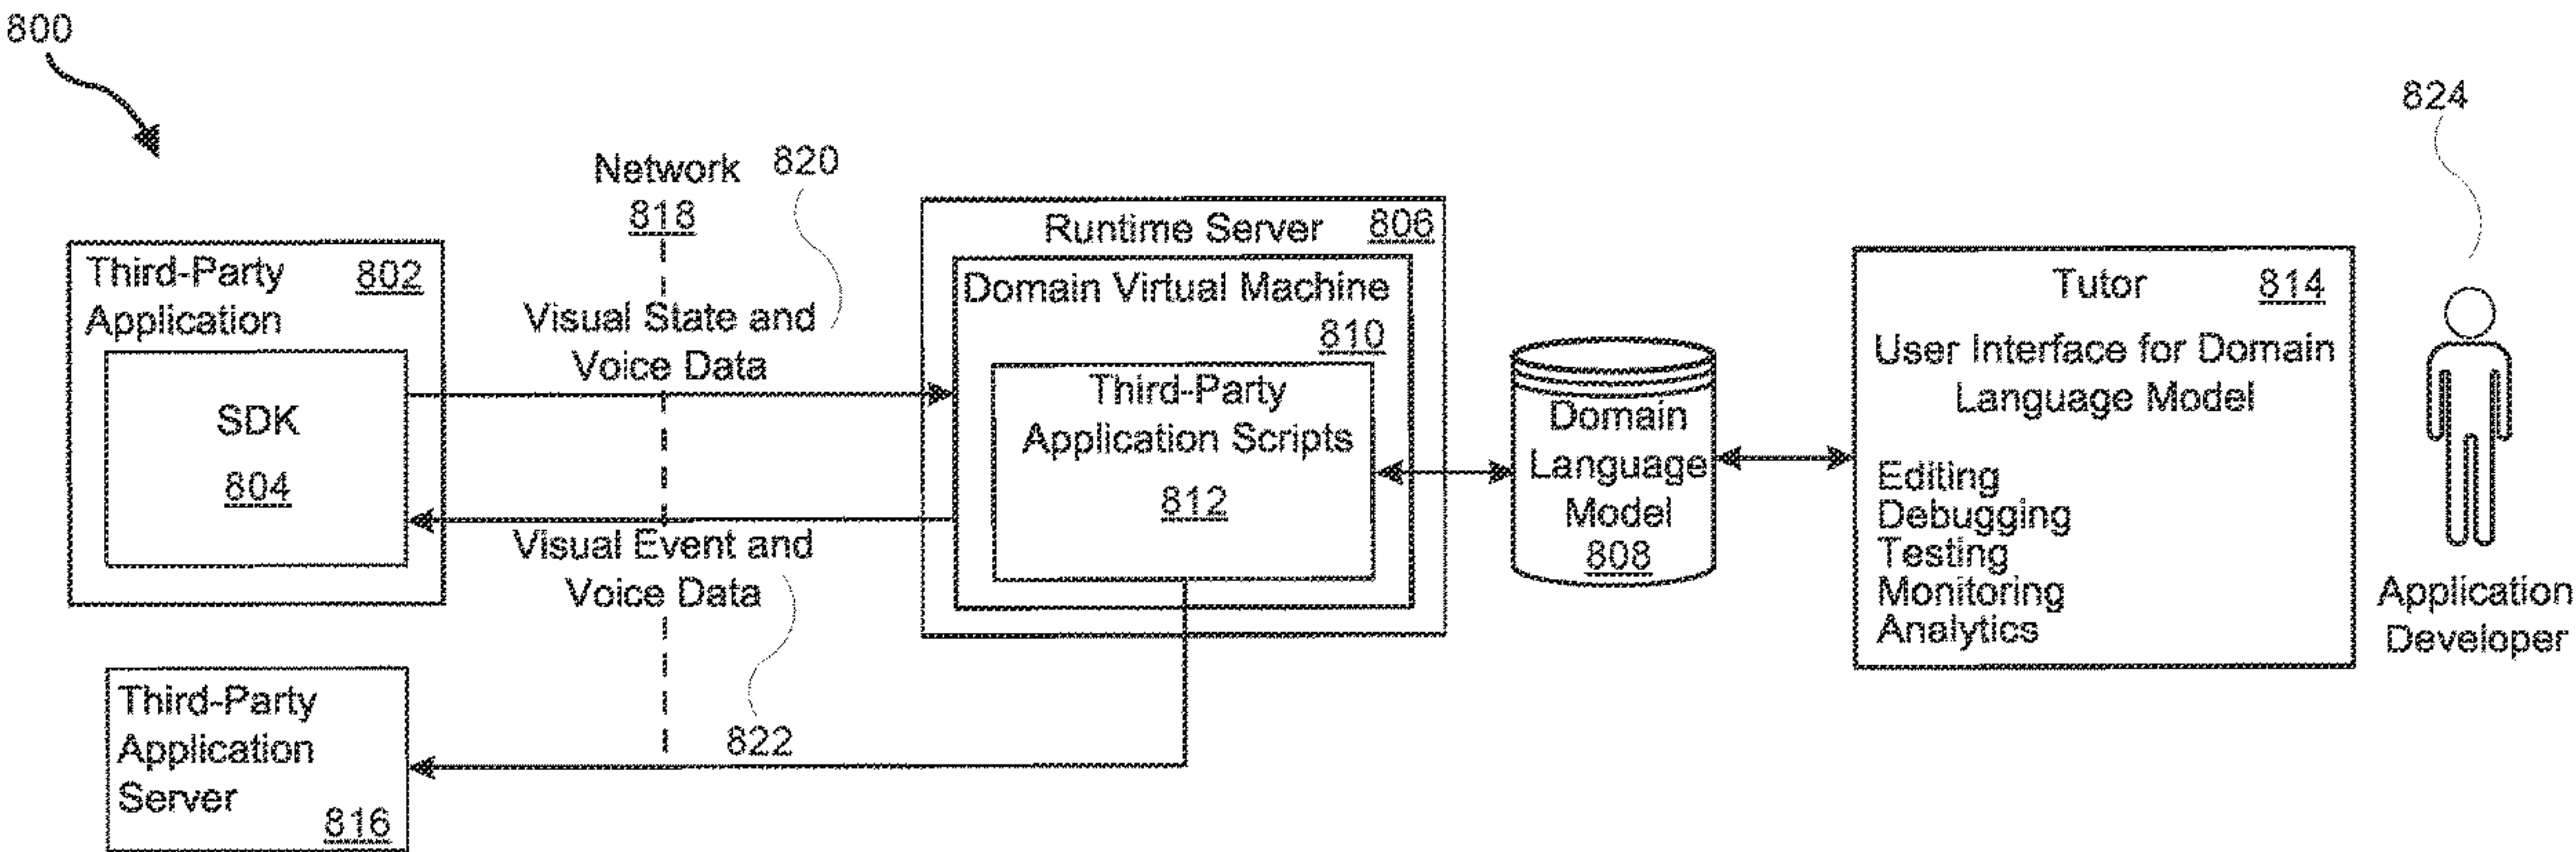 800
Third-Party
Application
802
SDK
804
Network
818
820
Visual State and
Voice Data
Visual Event and
Voice Data
822
Third-Party
Application
Server
816
Runtime Server 806
Domain Virtual Machine
810
Third-Party
Application Scripts
812
Domain
Language
Model
808
Tutor 814
User Interface for Domain
Language Model
Editing
Debugging
Testing
Monitoring
Analytics
824
Application
Developer